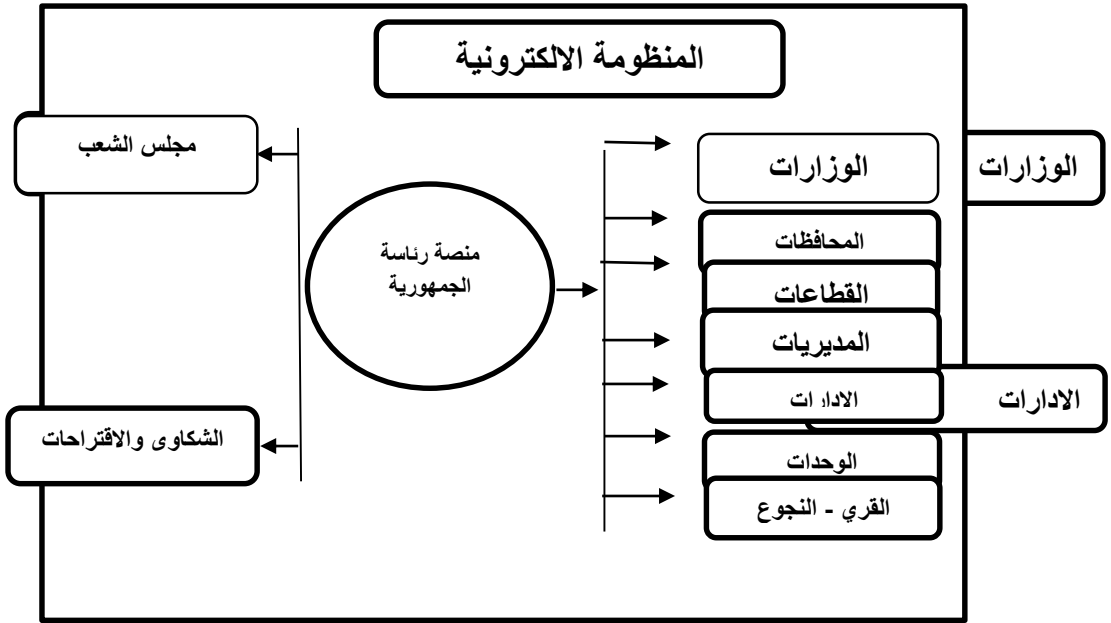 المنظومة الالكترونية
الوزارات
الوزارات
مجلس الشعب
المحافظات
منصة رئاسة
الجمهورية
القطاعات
المديريات
الادارات
الادارات
الشكاوى والاقتراحات
الوحدات
القري - النجوع